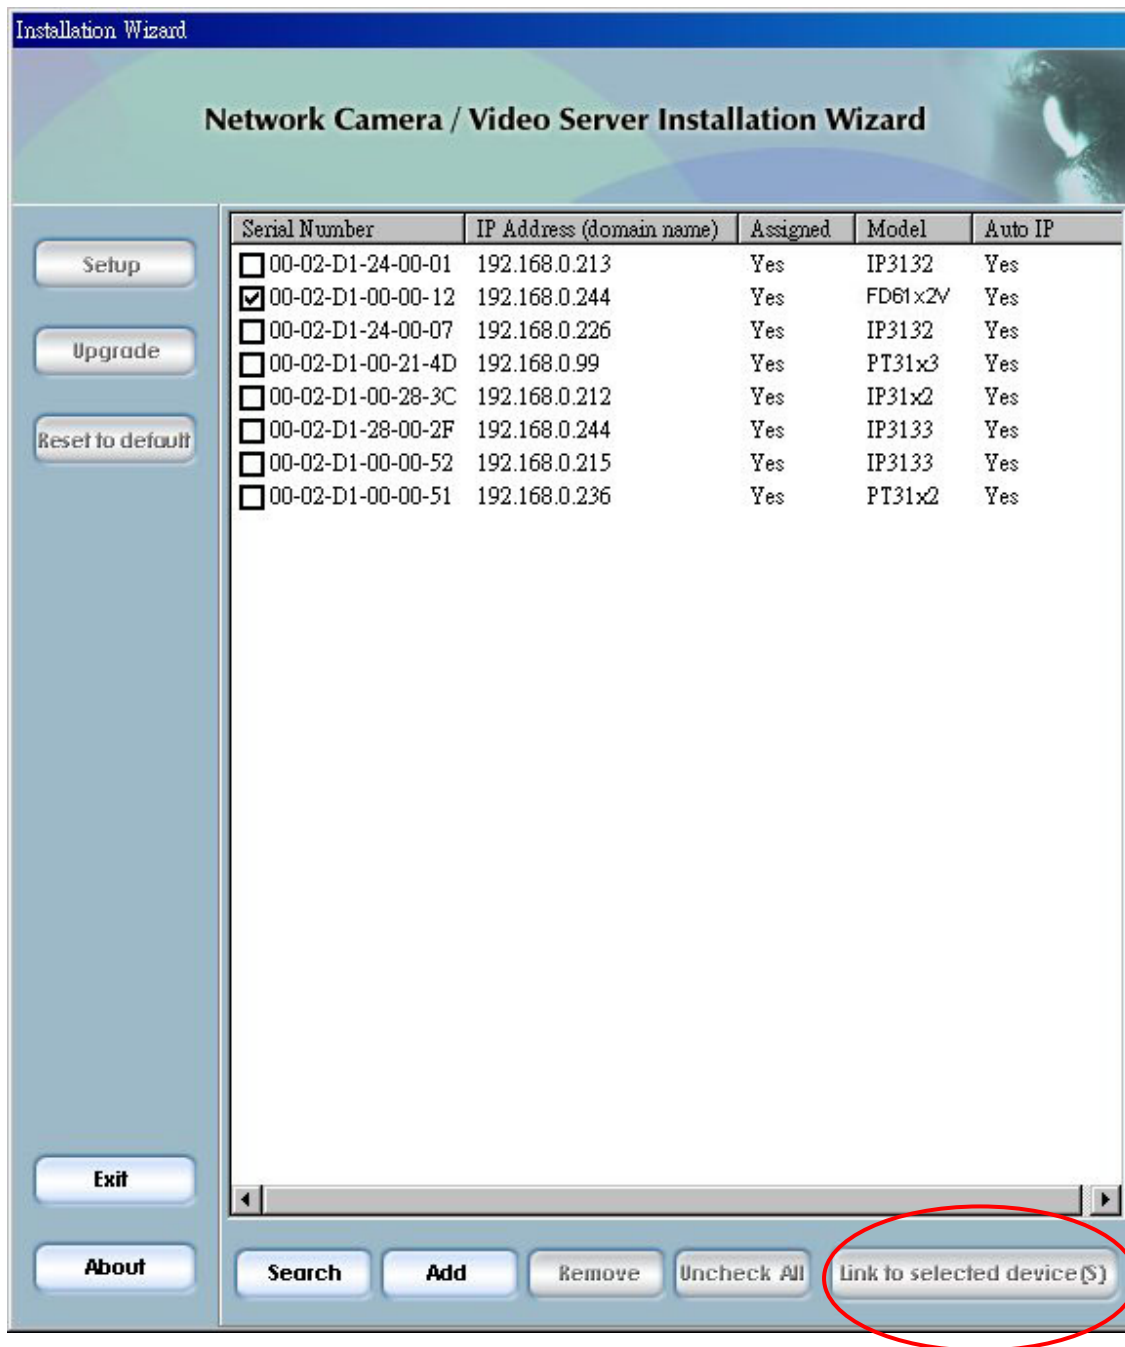 Installation Wizard
Network Camera / Video Server Installation Wizard
Setup
Upgrade
Reset to default
Serial Number IP Address (domain name) Assigned Model Auto IP
00-02-D1-24-00-01 192.168.0.213 Yes IP3132 Yes
00-02-D1-00-00-12 192.168.0.244 Yes FD61x2V Yes
00-02-D1-24-00-07 192.168.0.226 Yes IP3132 Yes
00-02-D1-00-21-4D 192.168.0.99 Yes PT31x3 Yes
00-02-D1-00-28-3C 192.168.0.212 Yes IP31x2 Yes
00-02-D1-28-00-2F 192.168.0.244 Yes IP3133 Yes
00-02-D1-00-00-52 192.168.0.215 Yes IP3133 Yes
00-02-D1-00-00-51 192.168.0.236 Yes PT31x2 Yes
Exit
About
Search Add Remove Uncheck All Link to selected device(S)